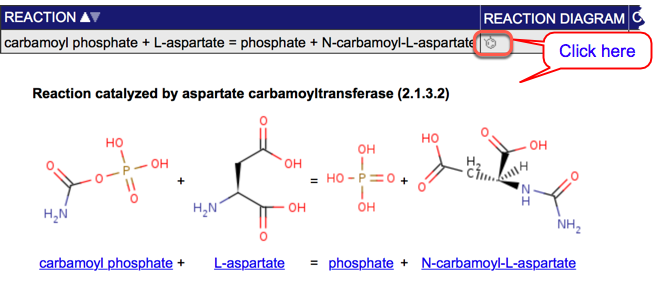 REACTION ▲▼ REACTION DIAGRAM
carbamoyl phosphate + L-aspartate = phosphate + N-carbamoyl-L-aspartate
Click here
Reaction catalyzed by aspartate carbamoyltransferase (2.1.3.2)
HO P OH O O O H2N
+
O OH H2N OH O
=
OH HO P O OH
+
HO O O OH H2 C H N H O NH2
carbamoyl phosphate + L-aspartate = phosphate + N-carbamoyl-L-aspartate